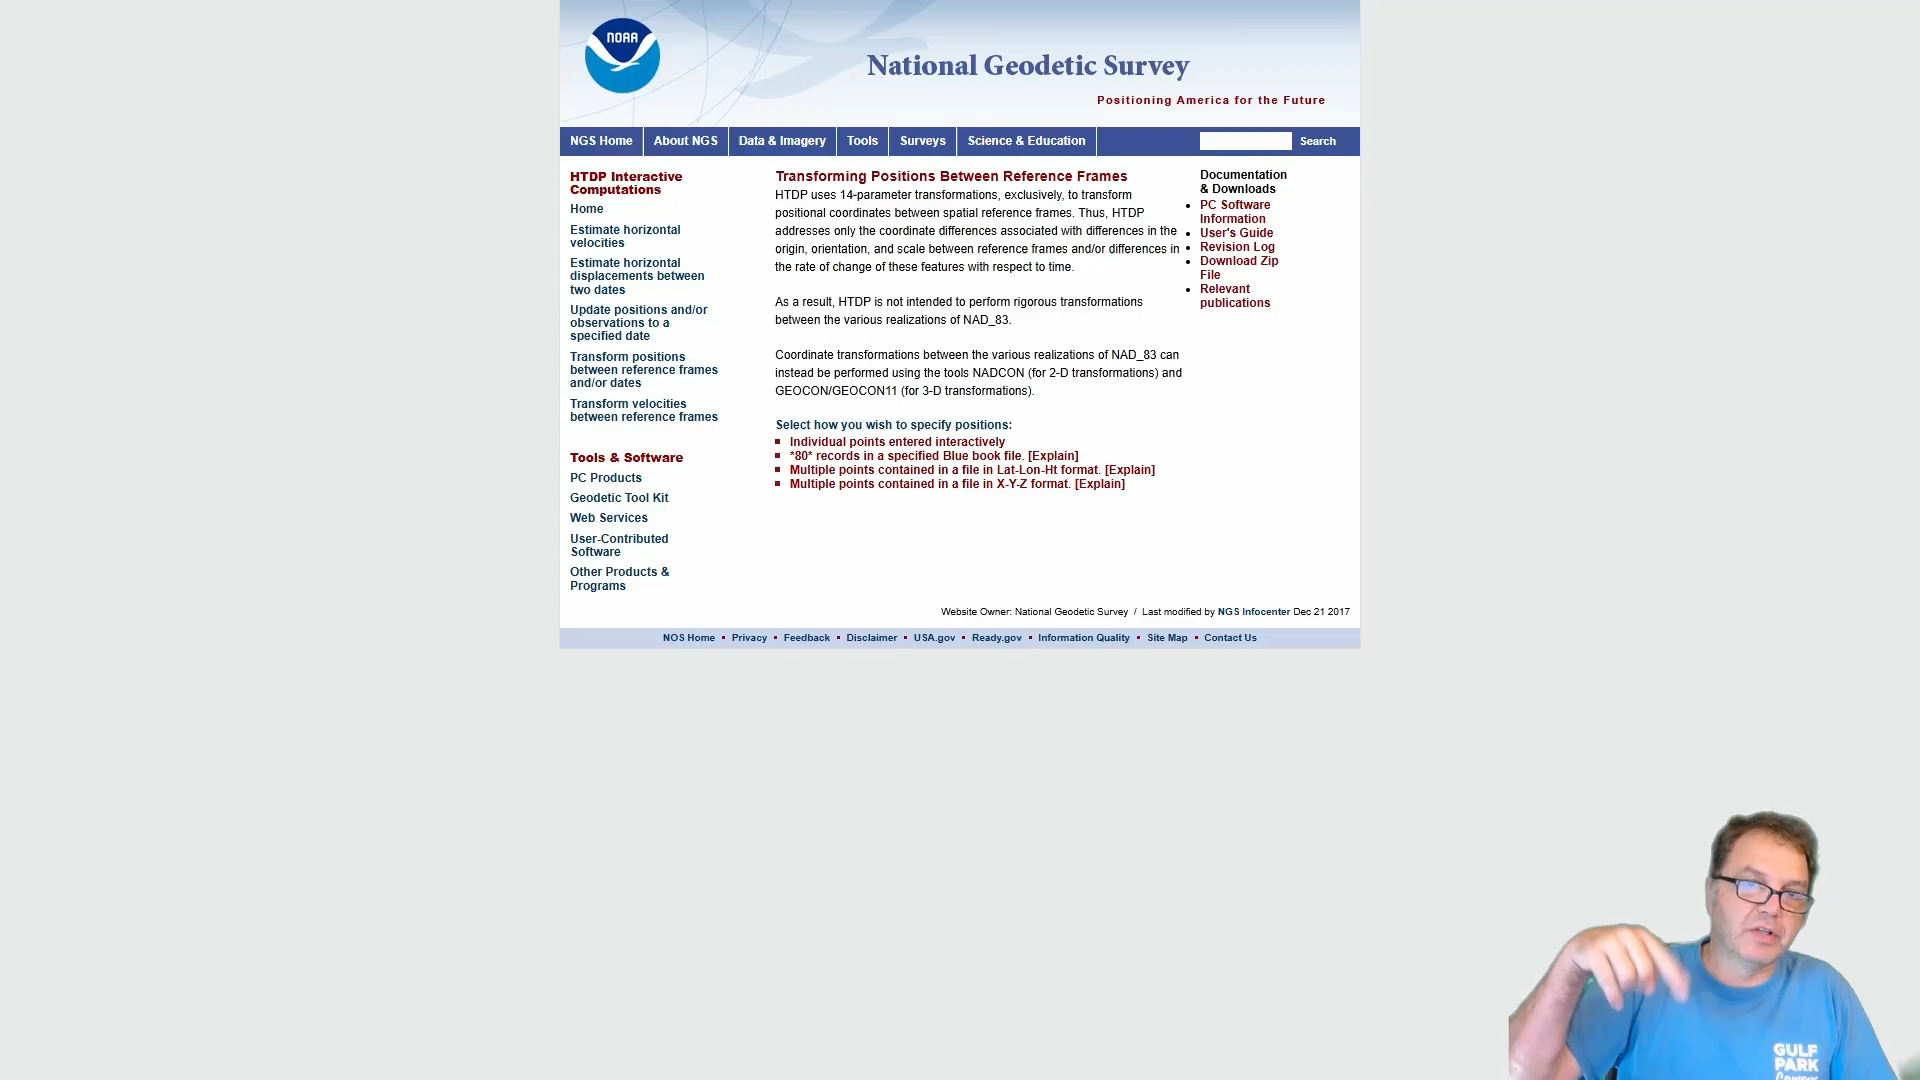 NOAA
National Geodetic Survey
Positioning America for the Future
NGS Home
About NGS
Data & Imagery
Tools
Surveys
Science & Education
Search
HTDP Interactive
Computations
Home
Estimate horizontal
velocities
Estimate horizontal
displacements between
two dates
Update positions and/or
observations to a
specified date
Transform positions
between reference frames
and/or dates
Transform velocities
between reference frames
Tools & Software
PC Products
Geodetic Tool Kit
Web Services
User-Contributed
Software
Other Products &
Programs
Transforming Positions Between Reference Frames
HTDP uses 14-parameter transformations, exclusively, to transform
positional coordinates between spatial reference frames. Thus, HTDP
addresses only the coordinate differences associated with differences in the
origin, orientation, and scale between reference frames and/or differences in
the rate of change of these features with respect to time.
As a result, HTDP is not intended to perform rigorous transformations
between the various realizations of NAD_83.
Coordinate transformations between the various realizations of NAD_83 can
instead be performed using the tools NADCON (for 2-D transformations) and
GEOCON/GEOCON11 (for 3-D transformations).
Select how you wish to specify positions:
Individual points entered interactively
*80* records in a specified Blue book file. [Explain]
Multiple points contained in a file in Lat-Lon-Ht format. [Explain]
Multiple points contained in a file in X-Y-Z format. [Explain]
Documentation
& Downloads
PC Software
Information
User's Guide
Revision Log
Download Zip
File
Relevant
publications
Website Owner: National Geodetic Survey / Last modified by NGS Infocenter Dec 21 2017
NOS Home ▪ Privacy ▪ Feedback ▪ Disclaimer ▪ USA.gov ▪ Ready.gov ▪ Information Quality ▪ Site Map ▪ Contact Us
GULF
PARK